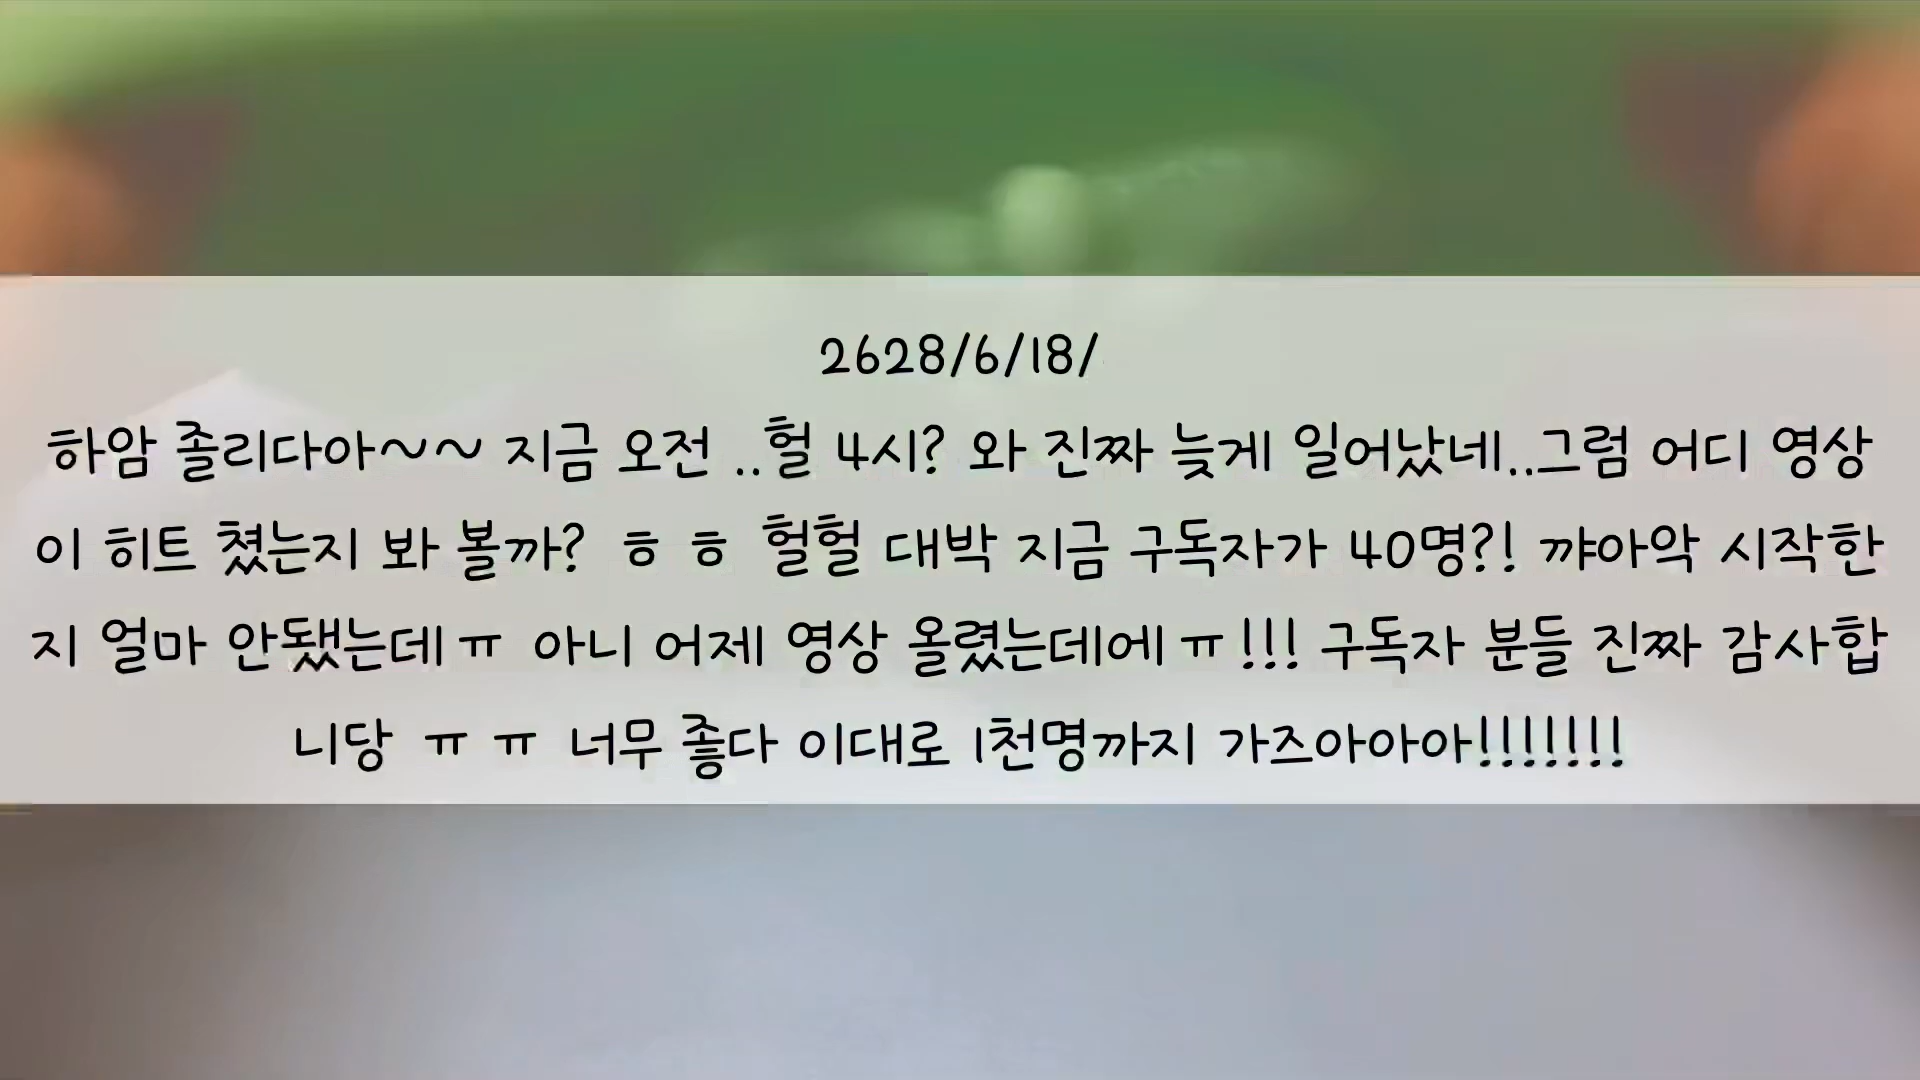 2628/6/18/
하암 졸리다아~~ 지금 오전 ..헐 4시? 와 진짜 늦게 일어났네..그럼 어디 영상
이 히트 쳤는지 봐 볼까? ㅎ ㅎ 헐헐 대박 지금 구독자가 40명?! 꺄아악 시작한
지 얼마 안됐는데ㅠ 아니 어제 영상 올렸는데에ㅠ!!! 구독자 분들 진짜 감사합
니당 ㅠ ㅠ 너무 좋다 이대로 1천명까지 가즈아아아!!!!!!!